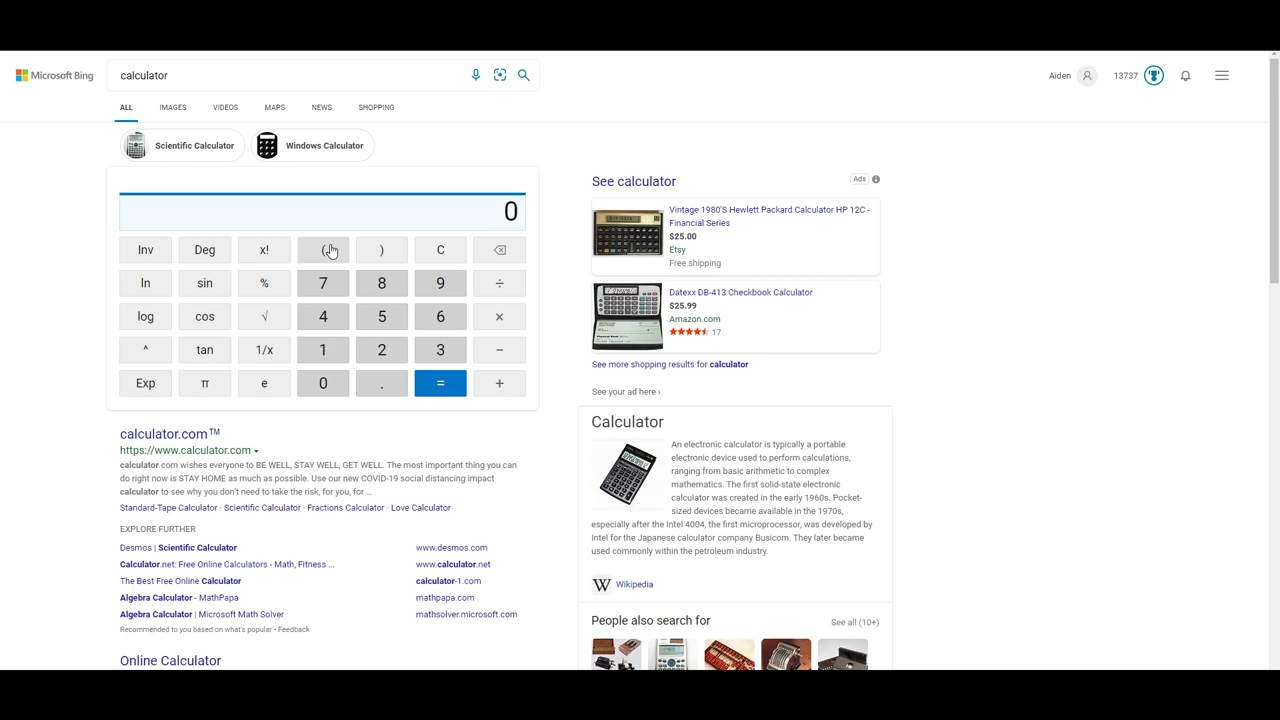 Microsoft Bing
calculator
Aiden
13737
ALL IMAGES VIDEOS MAPS NEWS SHOPPING
Scientific Calculator
Windows Calculator
0
Inv Deg x! ( ) C
ln sin % 7 8 9 ÷
log cos √ 4 5 6 ×
^ tan 1/x 1 2 3 −
Exp π e 0 . = +
calculator.com™
https://www.calculator.com
calculator.com wishes everyone to BE WELL, STAY WELL, GET WELL. The most important thing you can
do right now is STAY HOME as much as possible. Use our new COVID-19 social distancing impact
calculator to see why you don't need to take the risk, for you, for ...
Standard-Tape Calculator · Scientific Calculator · Fractions Calculator · Love Calculator
EXPLORE FURTHER
Desmos | Scientific Calculator www.desmos.com
Calculator.net: Free Online Calculators - Math, Fitness ... www.calculator.net
The Best Free Online Calculator calculator-1.com
Algebra Calculator - MathPapa mathpapa.com
Algebra Calculator | Microsoft Math Solver mathsolver.microsoft.com
Recommended to you based on what's popular • Feedback
Online Calculator
See calculator
Ads
Vintage 1980'S Hewlett Packard Calculator HP 12C -
Financial Series
$25.00
Etsy
Free shipping
Datexx DB-413 Checkbook Calculator
$25.99
Amazon.com
17
See more shopping results for calculator
See your ad here ›
Calculator
An electronic calculator is typically a portable
electronic device used to perform calculations,
ranging from basic arithmetic to complex
mathematics. The first solid-state electronic
calculator was created in the early 1960s. Pocket-
sized devices became available in the 1970s,
especially after the Intel 4004, the first microprocessor, was developed by
Intel for the Japanese calculator company Busicom. They later became
used commonly within the petroleum industry.
W Wikipedia
People also search for
See all (10+)